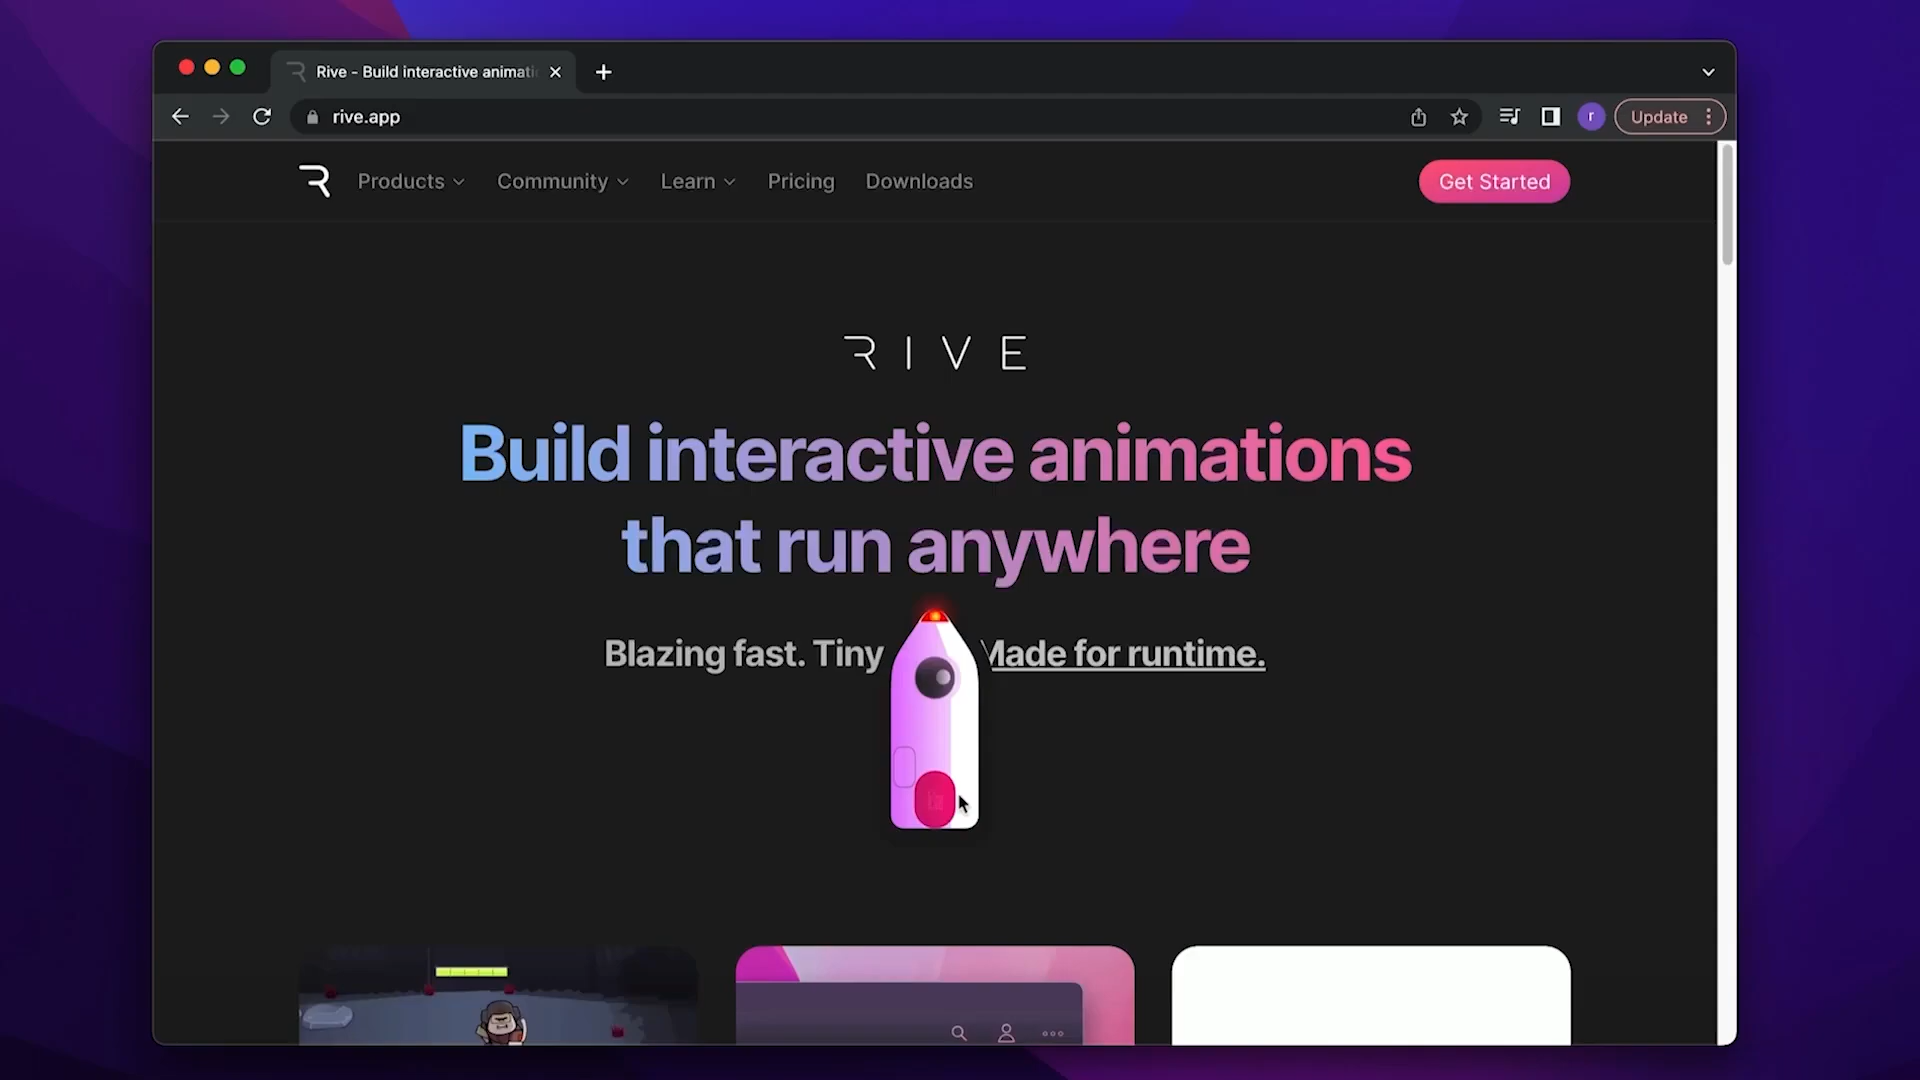 Rive - Build interactive animati
rive.app
r
Update
Products
Community
Learn
Pricing
Downloads
Get Started
RIVE
Build interactive animations
that run anywhere
Blazing fast. Tiny Made for runtime.